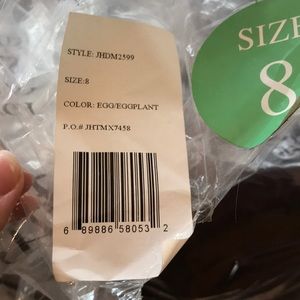 STYLE: JHDM2599
SIZE:8
COLOR: EGG/EGGPLANT
P.O.# JHTMX7458
6 89886 58053 2
SIZE
8